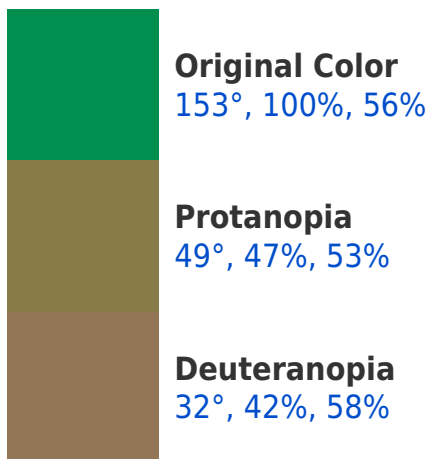 Original Color
153°, 100%, 56%
Protanopia
49°, 47%, 53%
Deuteranopia
32°, 42%, 58%